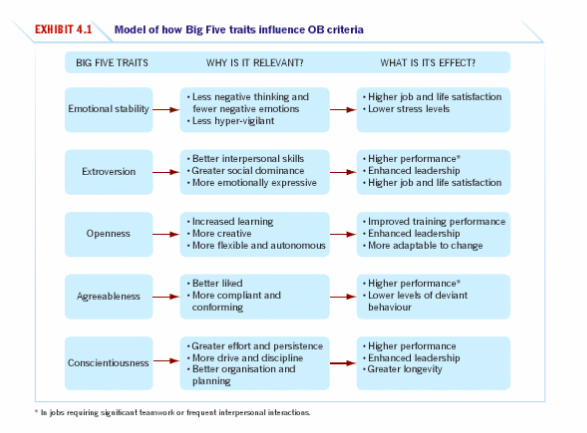 EXHIBIT 4.1 Model of how Big Five traits influence OB criteria
BIG FIVE TRAITS WHY IS IT RELEVANT? WHAT IS ITS EFFECT?
Emotional stability
• Less negative thinking and
fewer negative emotions
• Less hyper-vigilant
• Higher job and life satisfaction
• Lower stress levels
Extroversion
• Better interpersonal skills
• Greater social dominance
• More emotionally expressive
• Higher performance*
• Enhanced leadership
• Higher job and life satisfaction
Openness
• Increased learning
• More creative
• More flexible and autonomous
• Improved training performance
• Enhanced leadership
• More adaptable to change
Agreeableness
• Better liked
• More compliant and
conforming
• Higher performance*
• Lower levels of deviant
behaviour
Conscientiousness
• Greater effort and persistence
• More drive and discipline
• Better organisation and
planning
• Higher performance
• Enhanced leadership
• Greater longevity
* In jobs requiring significant teamwork or frequent interpersonal interactions.